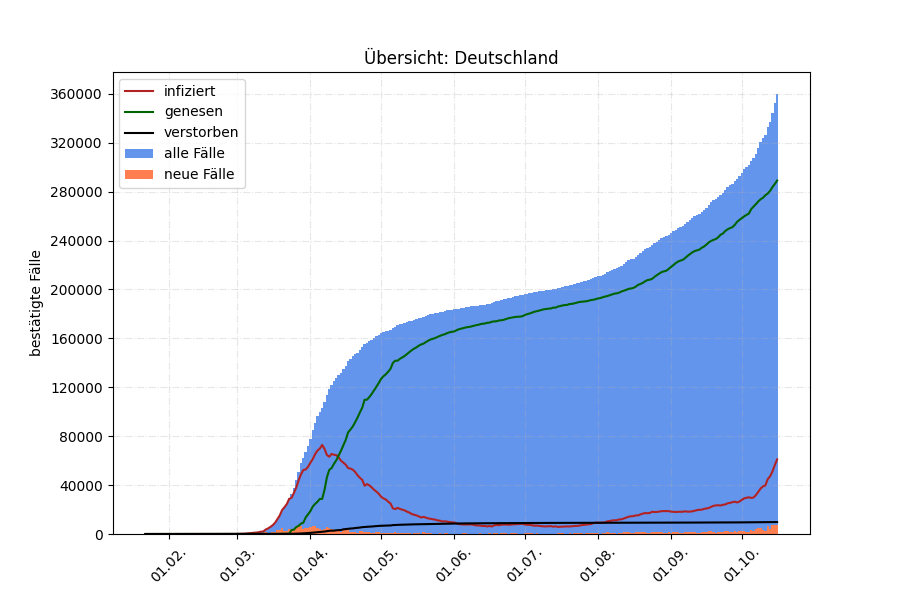 Übersicht: Deutschland
bestätigte Fälle
360000
320000
280000
240000
200000
160000
120000
80000
40000
0
infiziert
genesen
verstorben
alle Fälle
neue Fälle
01.02.
01.03.
01.04.
01.05.
01.06.
01.07.
01.08.
01.09.
01.10.